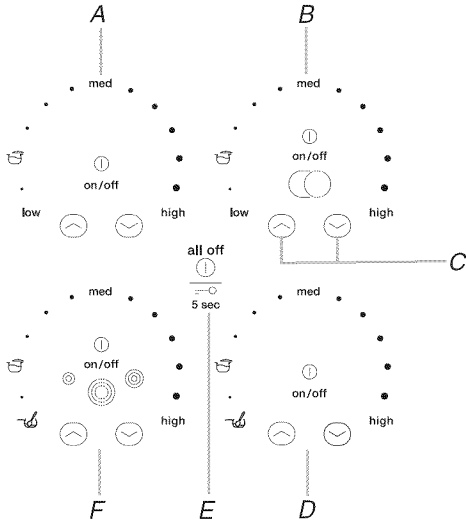 A B
med med
on/off on/off
low high low high
C
all off
5 sec
med med
on/off on/off
high high
F E D